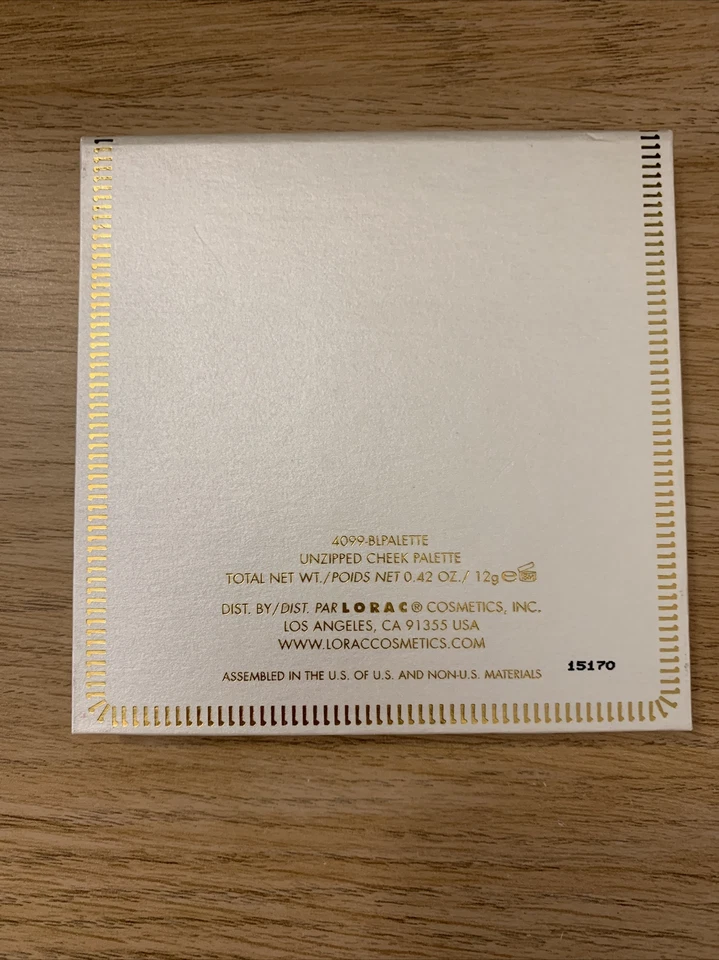 4099-BLPALETTE
UNZIPPED CHEEK PALETTE
TOTAL NET WT./POIDS NET 0.42 OZ./ 12g ℮
DIST. BY/DIST. PAR LORAC® COSMETICS, INC.
LOS ANGELES, CA 91355 USA
WWW.LORACCOSMETICS.COM
ASSEMBLED IN THE U.S. OF U.S. AND NON-U.S. MATERIALS 15170